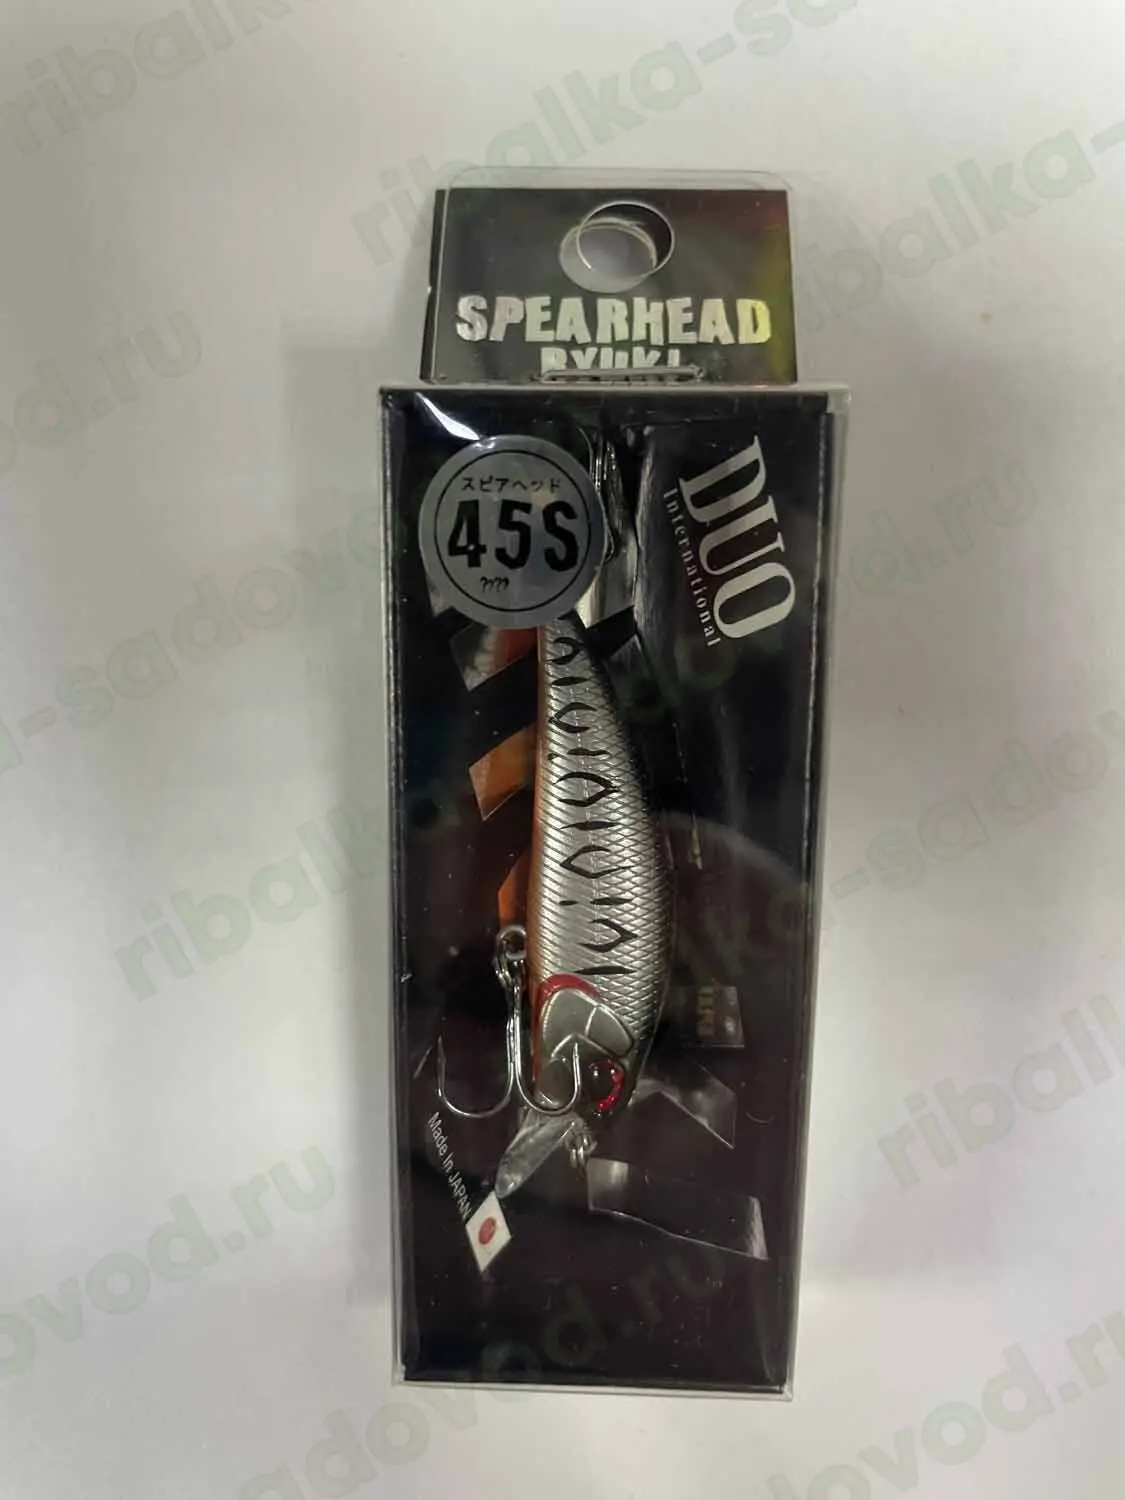 SPEARHEAD
RYUKI
スピアヘッド
45S
????
DUO
International
Made In JAPAN
ribalka-sadovod.ru